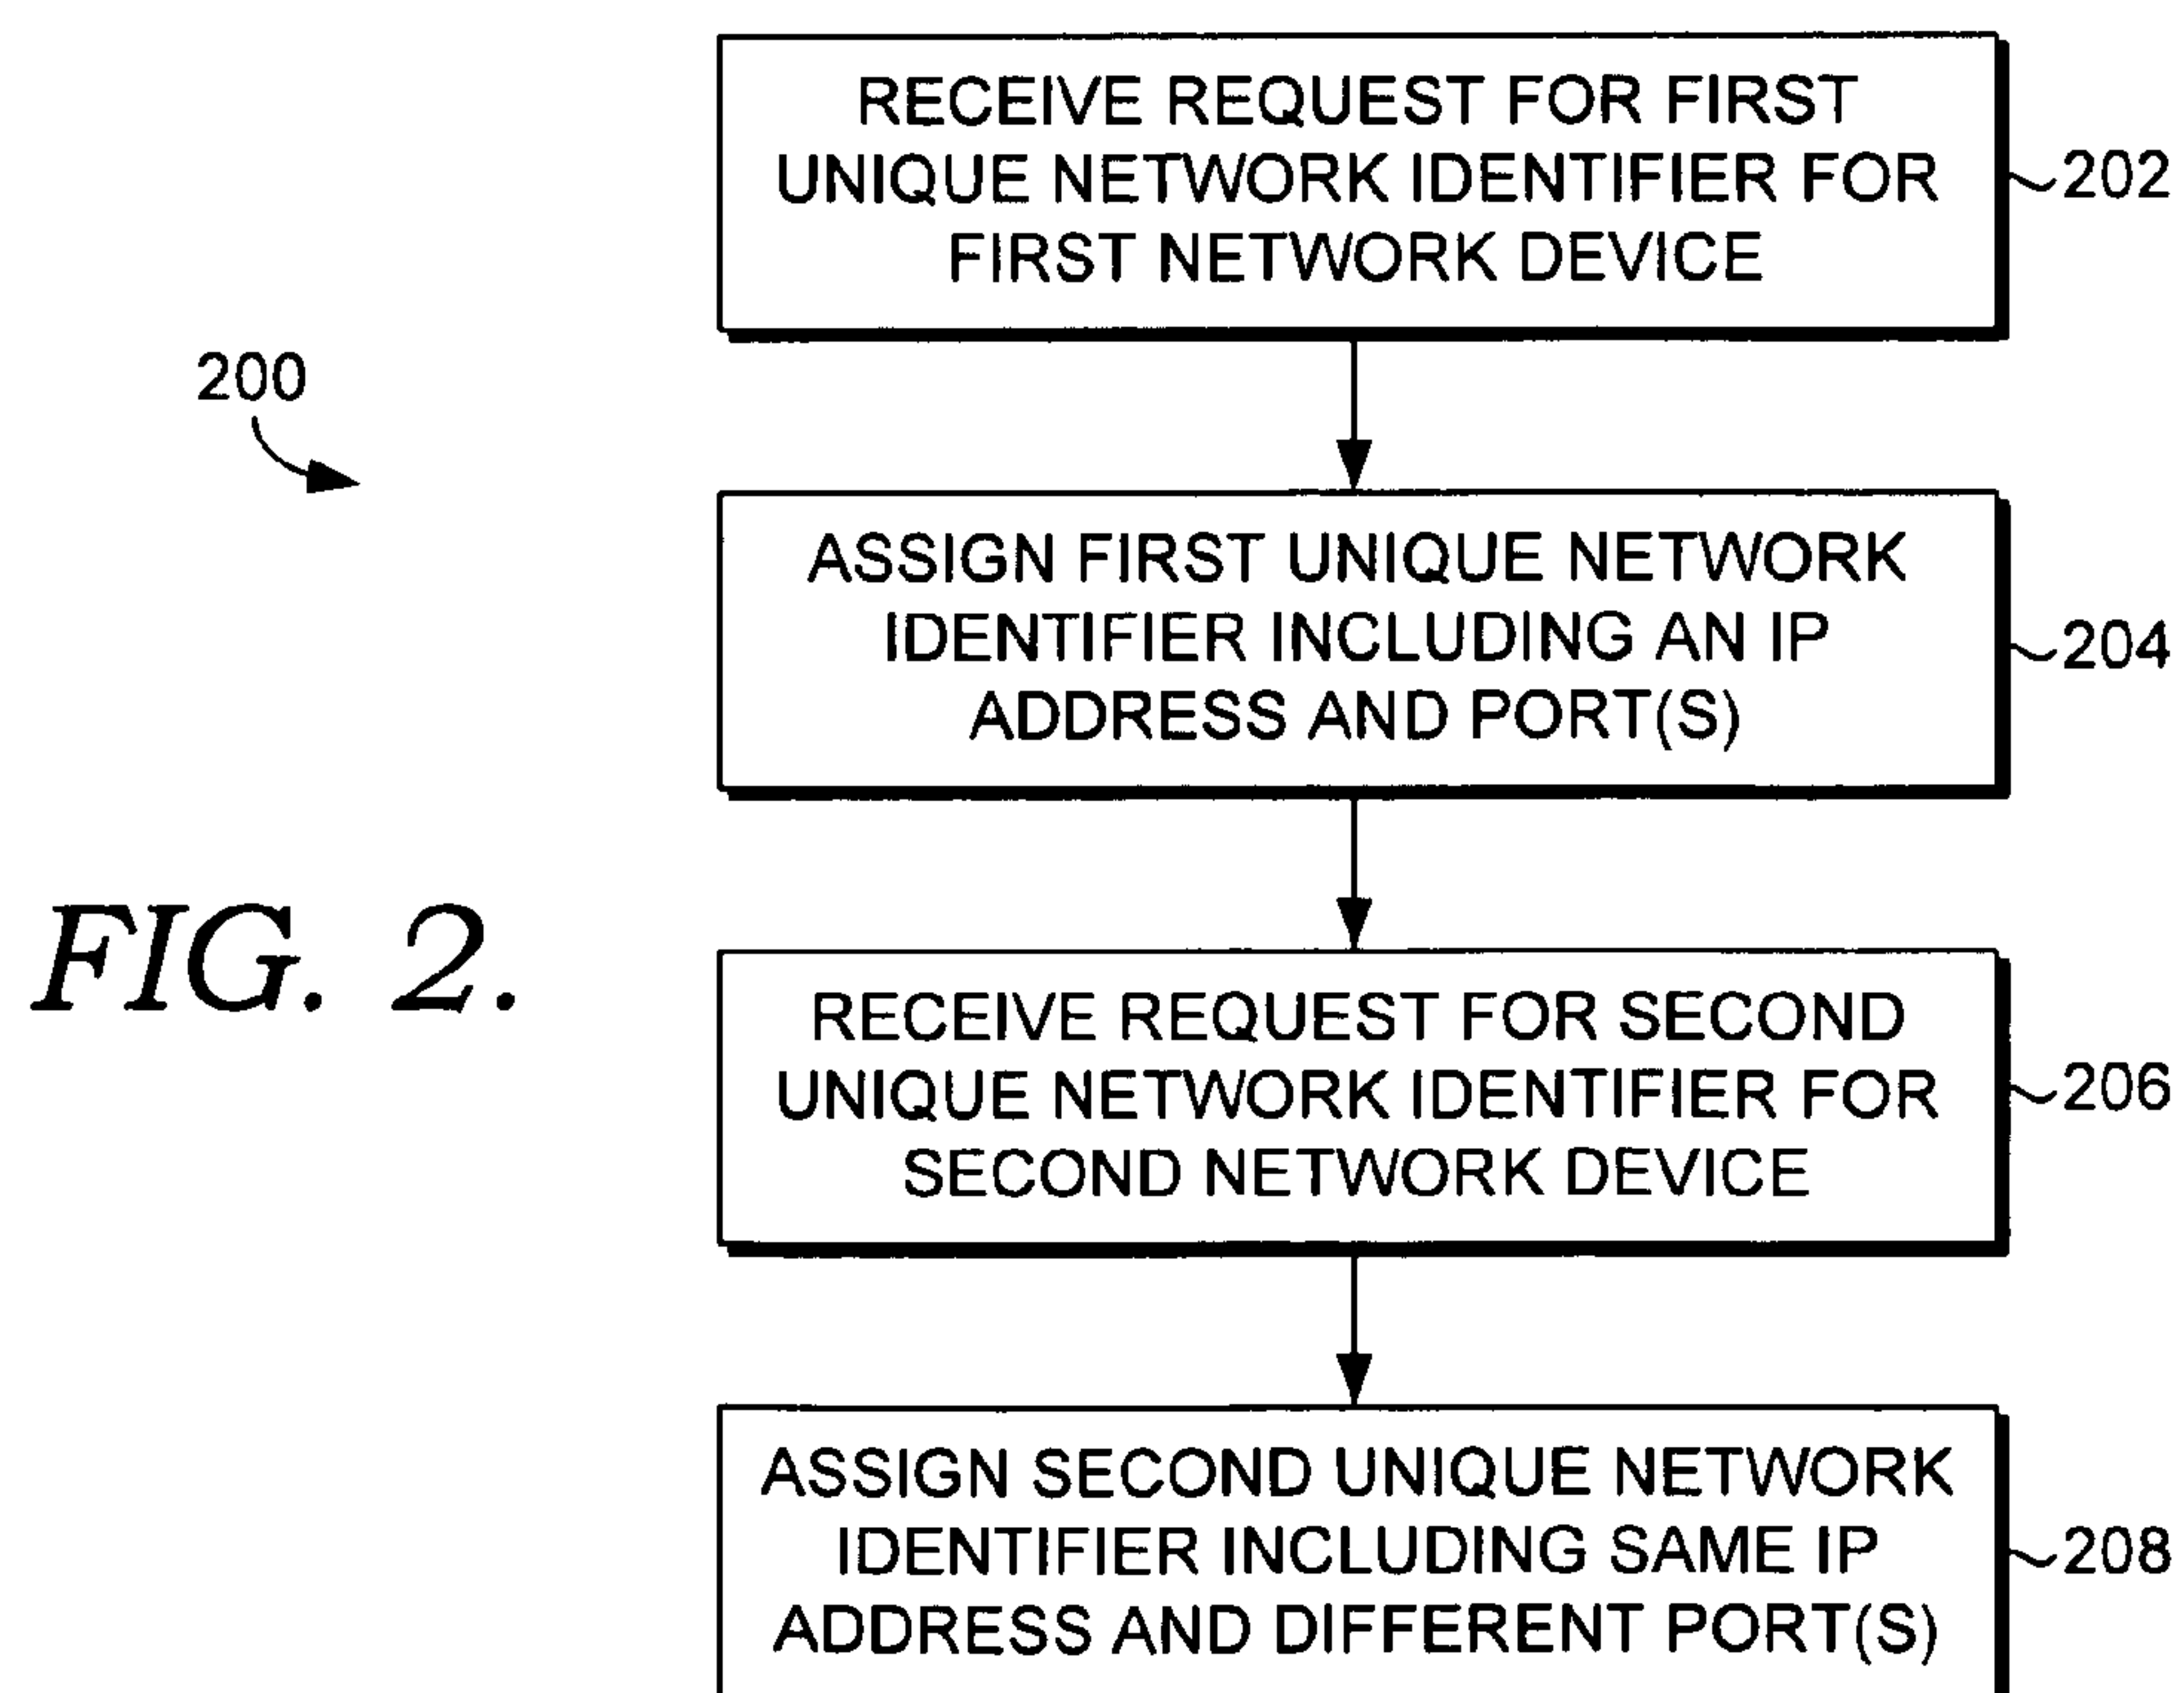 RECEIVE REQUEST FOR FIRST
UNIQUE NETWORK IDENTIFIER FOR
FIRST NETWORK DEVICE
202
200
ASSIGN FIRST UNIQUE NETWORK
IDENTIFIER INCLUDING AN IP
ADDRESS AND PORT(S)
204
FIG. 2.
RECEIVE REQUEST FOR SECOND
UNIQUE NETWORK IDENTIFIER FOR
SECOND NETWORK DEVICE
206
ASSIGN SECOND UNIQUE NETWORK
IDENTIFIER INCLUDING SAME IP
ADDRESS AND DIFFERENT PORT(S)
208